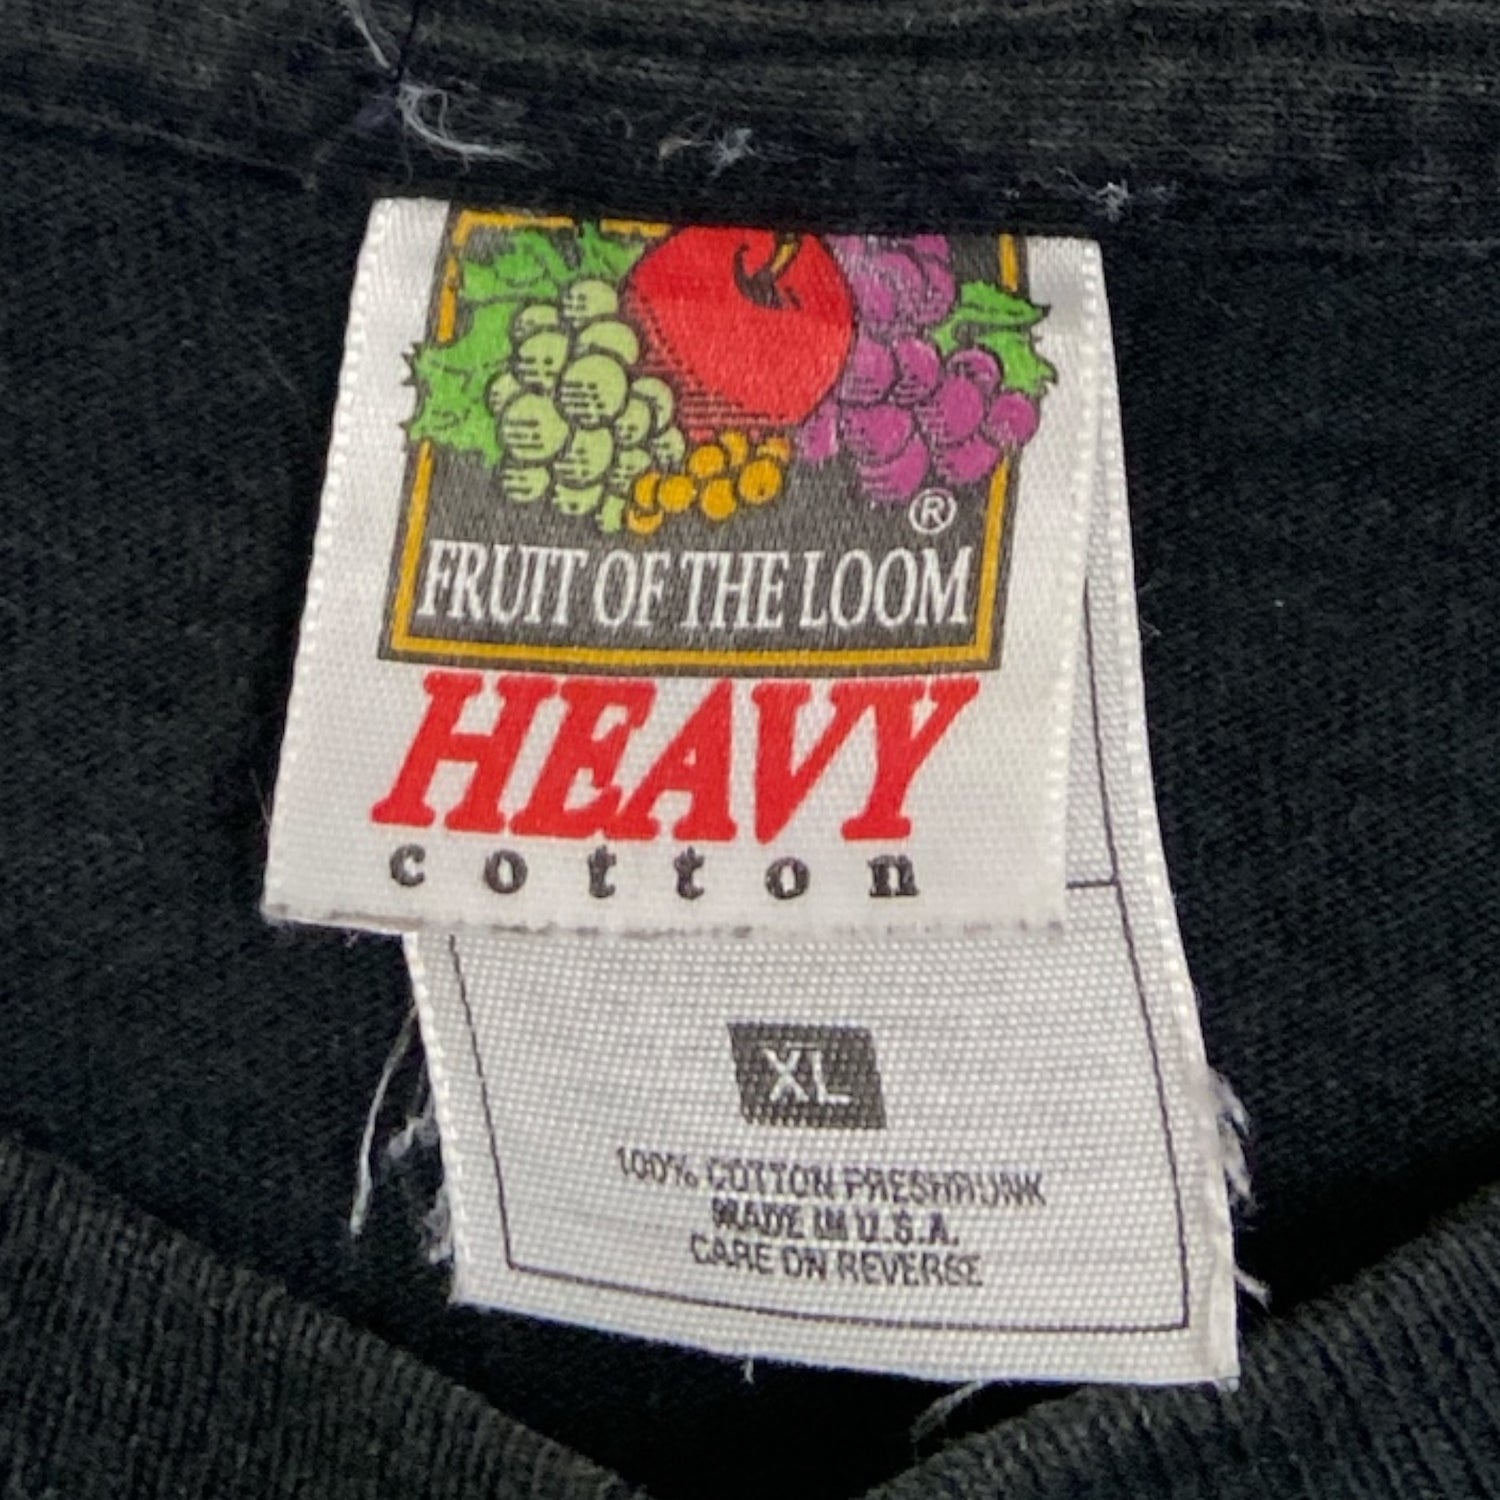 ®
FRUIT OF THE LOOM
HEAVY
cotton
XL
100% COTTON PRESHRUNK
MADE IN U.S.A.
CARE ON REVERSE